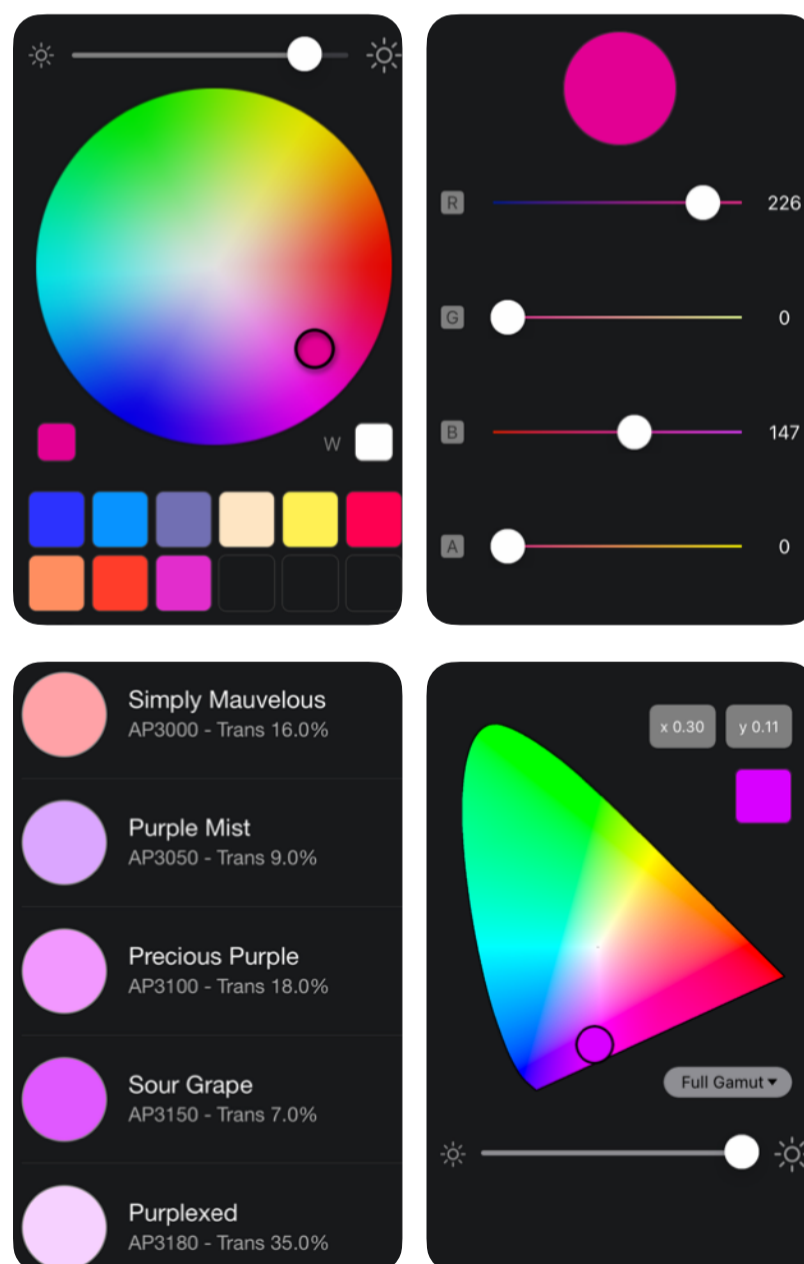 W
R
226
G
0
B
147
A
0
Simply Mauvelous
AP3000 - Trans 16.0%
Purple Mist
AP3050 - Trans 9.0%
Precious Purple
AP3100 - Trans 18.0%
Sour Grape
AP3150 - Trans 7.0%
Purplexed
AP3180 - Trans 35.0%
x 0.30
y 0.11
Full Gamut ▾